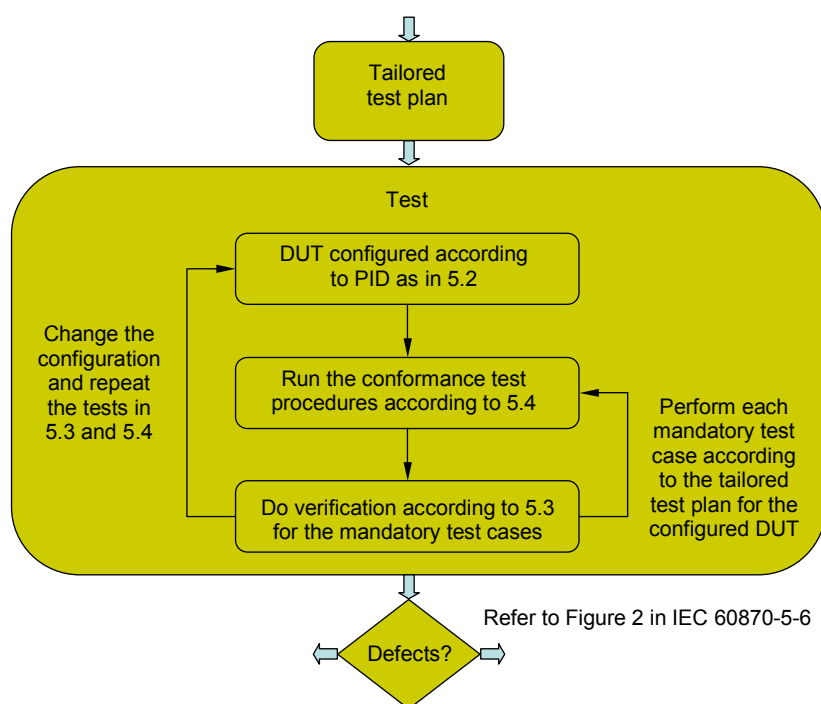 Tailored
test plan
Test
DUT configured according
to PID as in 5.2
Change the
configuration
and repeat
the tests in
5.3 and 5.4
Run the conformance test
procedures according to 5.4
Perform each
mandatory test
case according
to the tailored
test plan for the
configured DUT
Do verification according to 5.3
for the mandatory test cases
Refer to Figure 2 in IEC 60870-5-6
Defects?